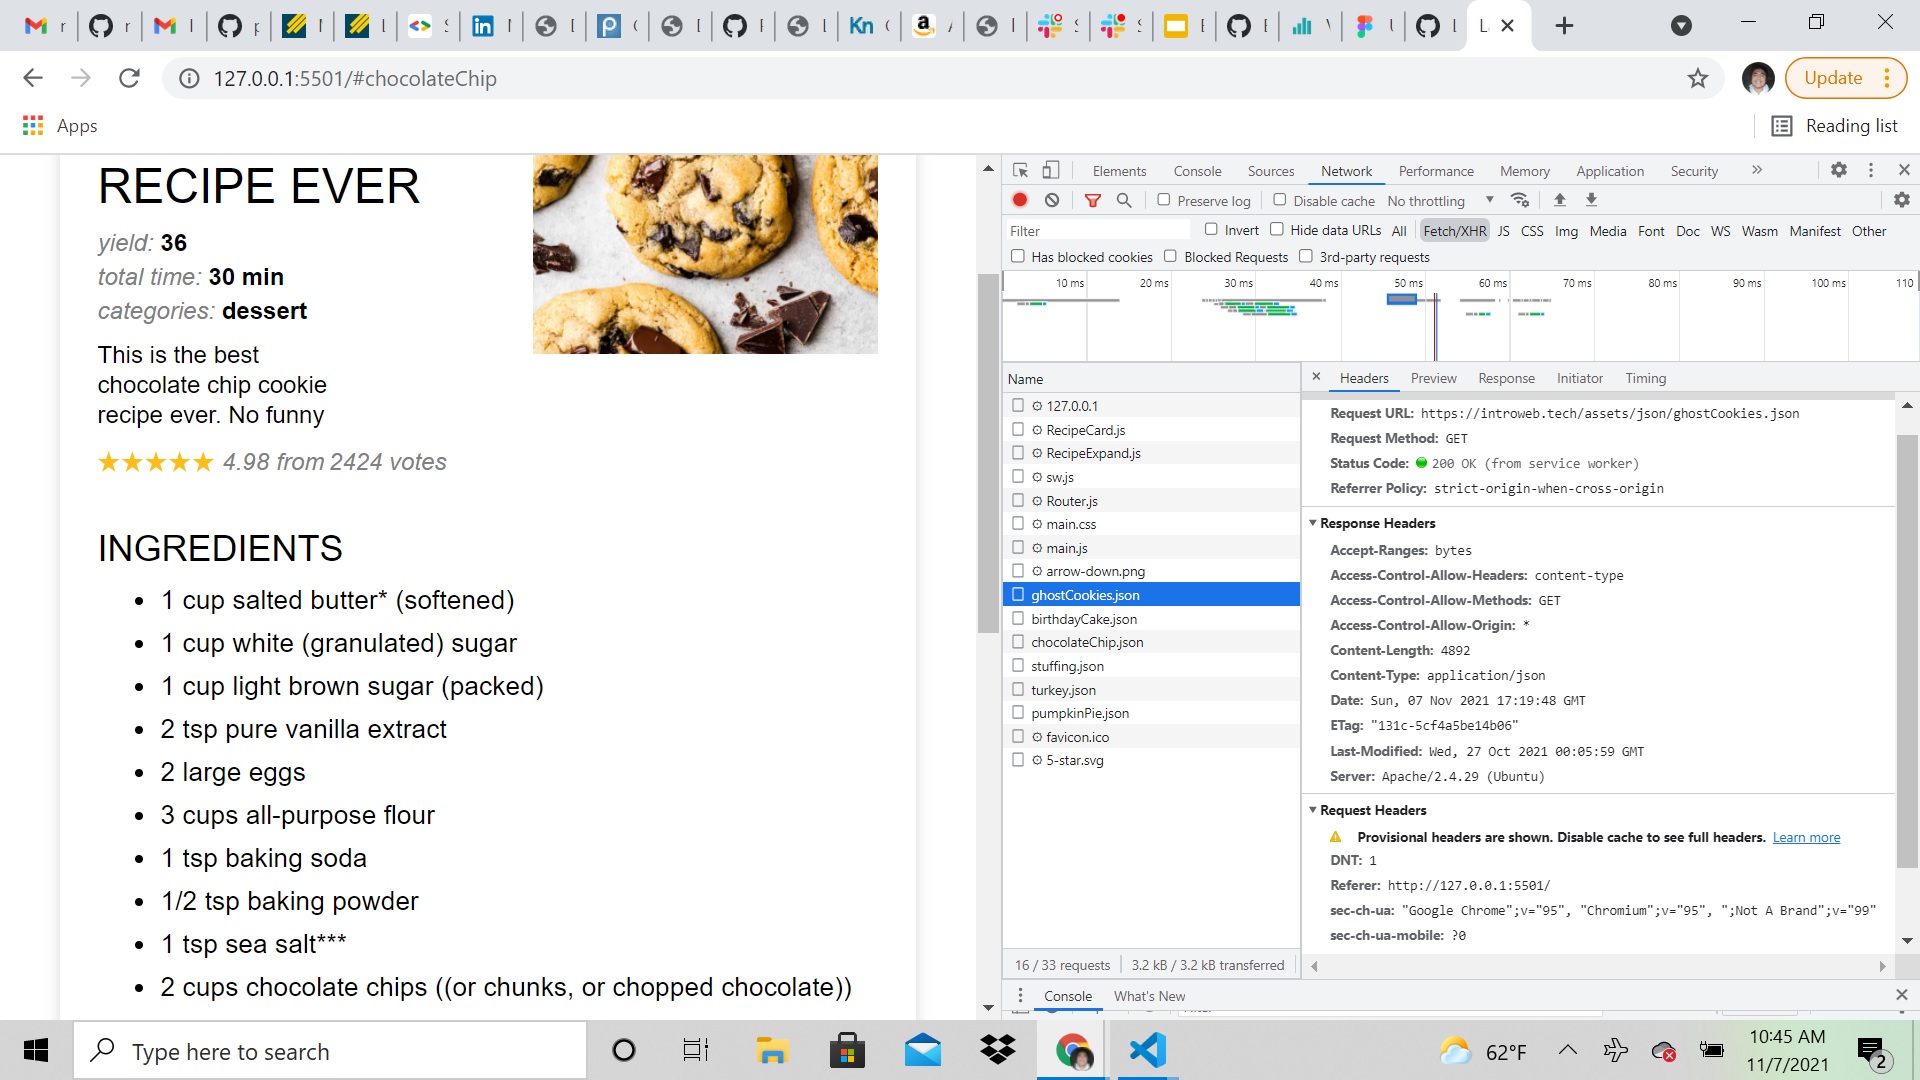 127.0.0.1:5501/#chocolateChip
Update
Apps
Reading list
RECIPE EVER
yield: 36
total time: 30 min
categories: dessert
This is the best
chocolate chip cookie
recipe ever. No funny
4.98 from 2424 votes
INGREDIENTS
1 cup salted butter* (softened)
1 cup white (granulated) sugar
1 cup light brown sugar (packed)
2 tsp pure vanilla extract
2 large eggs
3 cups all-purpose flour
1 tsp baking soda
1/2 tsp baking powder
1 tsp sea salt***
2 cups chocolate chips ((or chunks, or chopped chocolate))
Elements Console Sources Network Performance Memory Application Security
Preserve log Disable cache No throttling
Filter Invert Hide data URLs All Fetch/XHR JS CSS Img Media Font Doc WS Wasm Manifest Other
Has blocked cookies Blocked Requests 3rd-party requests
10 ms 20 ms 30 ms 40 ms 50 ms 60 ms 70 ms 80 ms 90 ms 100 ms 110
Name
127.0.0.1
RecipeCard.js
RecipeExpand.js
sw.js
Router.js
main.css
main.js
arrow-down.png
ghostCookies.json
birthdayCake.json
chocolateChip.json
stuffing.json
turkey.json
pumpkinPie.json
favicon.ico
5-star.svg
16 / 33 requests 3.2 kB / 3.2 kB transferred
Headers Preview Response Initiator Timing
Request URL: https://introweb.tech/assets/json/ghostCookies.json
Request Method: GET
Status Code: 200 OK (from service worker)
Referrer Policy: strict-origin-when-cross-origin
Response Headers
Accept-Ranges: bytes
Access-Control-Allow-Headers: content-type
Access-Control-Allow-Methods: GET
Access-Control-Allow-Origin: *
Content-Length: 4892
Content-Type: application/json
Date: Sun, 07 Nov 2021 17:19:48 GMT
ETag: "131c-5cf4a5be14b06"
Last-Modified: Wed, 27 Oct 2021 00:05:59 GMT
Server: Apache/2.4.29 (Ubuntu)
Request Headers
Provisional headers are shown. Disable cache to see full headers. Learn more
DNT: 1
Referer: http://127.0.0.1:5501/
sec-ch-ua: "Google Chrome";v="95", "Chromium";v="95", ";Not A Brand";v="99"
sec-ch-ua-mobile: ?0
Console What's New
Type here to search
62°F
10:45 AM
11/7/2021
2